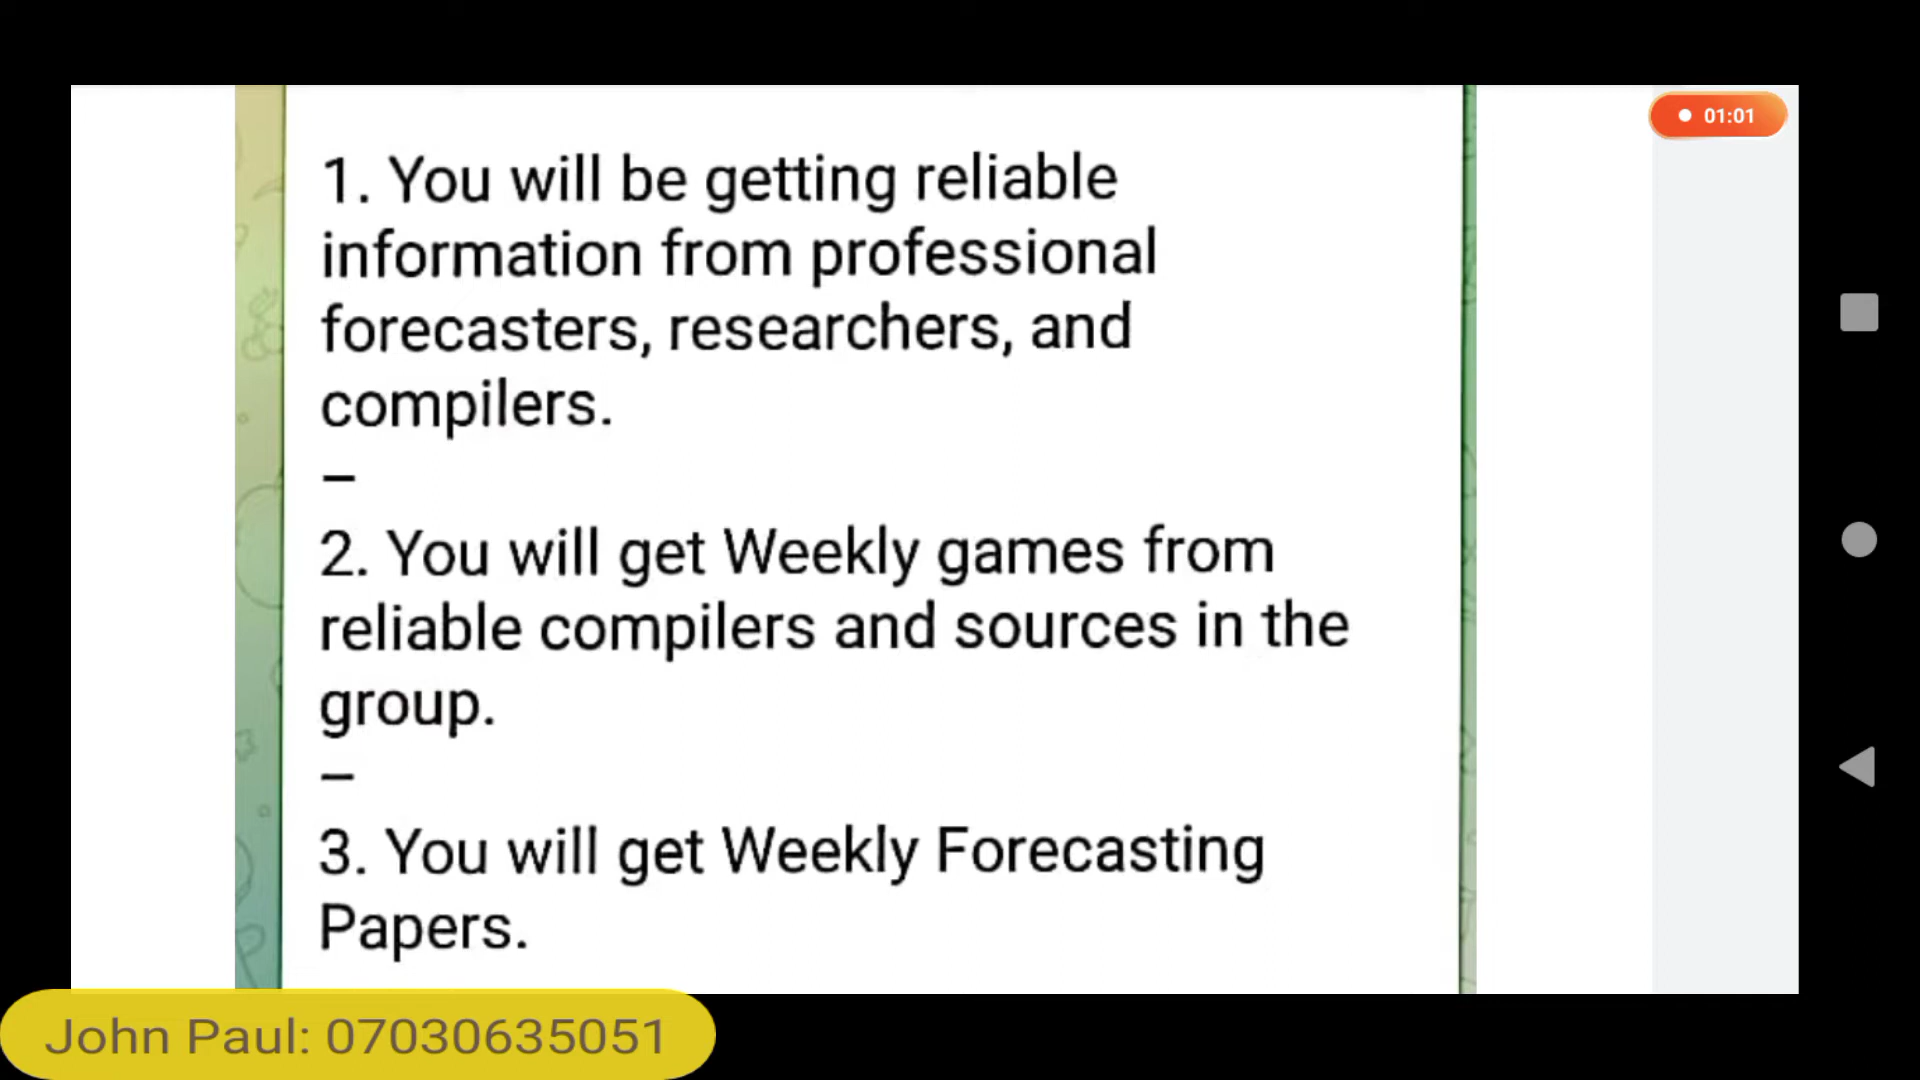 01:01
1. You will be getting reliable
information from professional
forecasters, researchers, and
compilers.
–
2. You will get Weekly games from
reliable compilers and sources in the
group.
–
3. You will get Weekly Forecasting
Papers.
John Paul: 07030635051